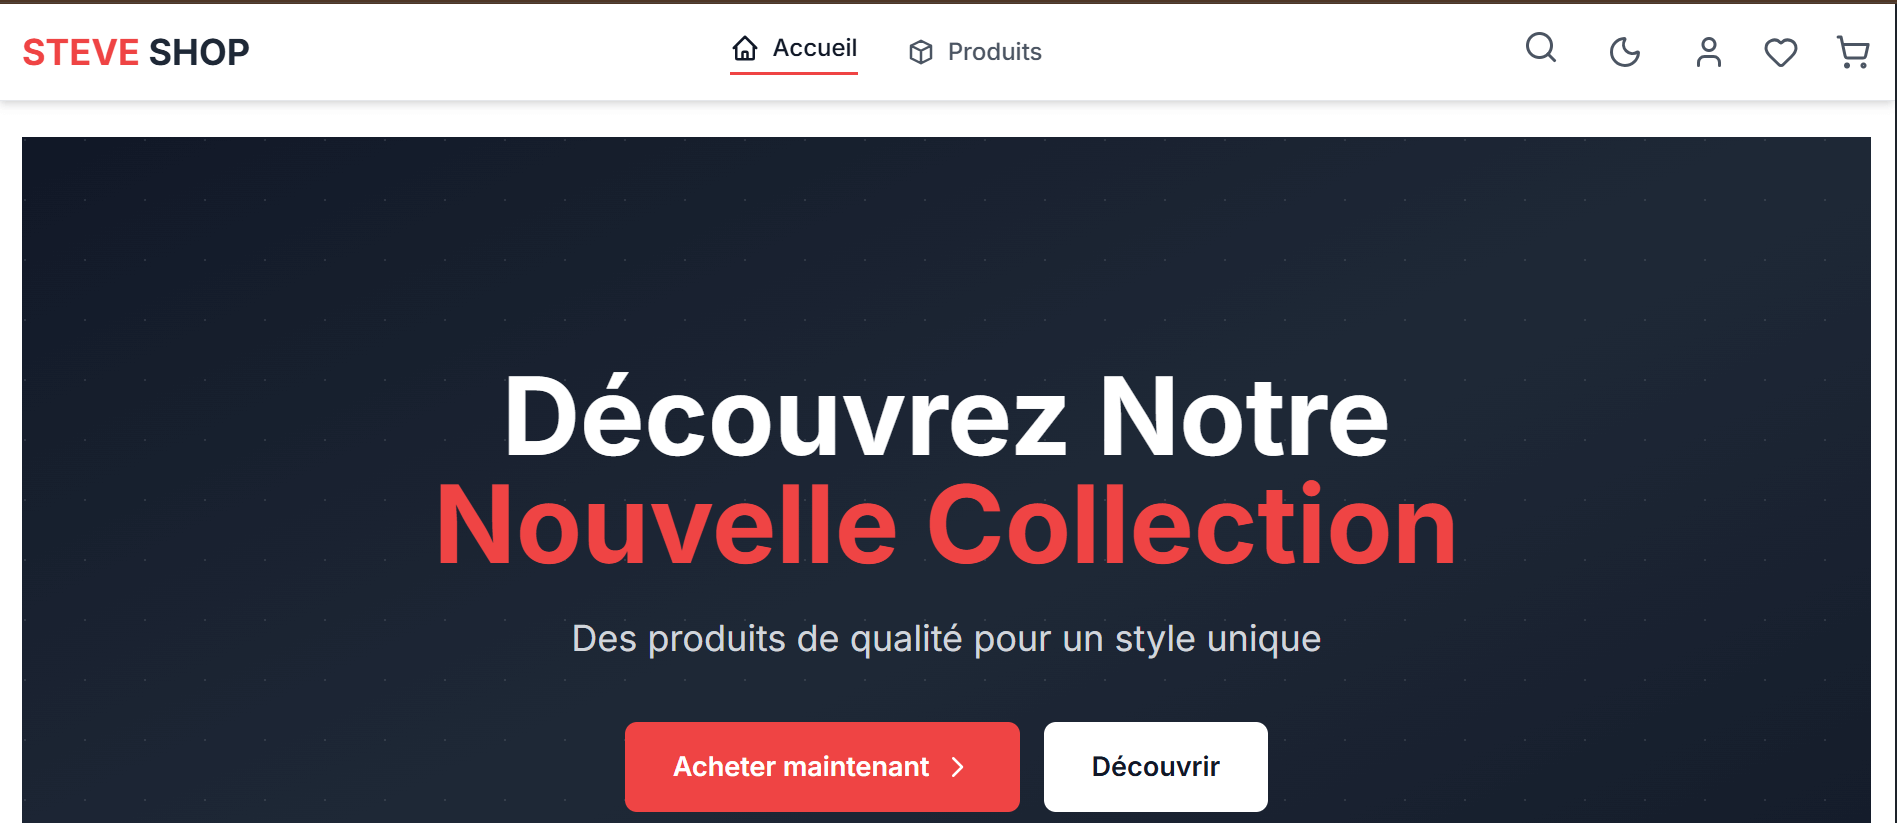 STEVE SHOP
Accueil
Produits
Découvrez Notre
Nouvelle Collection
Des produits de qualité pour un style unique
Acheter maintenant
Découvrir